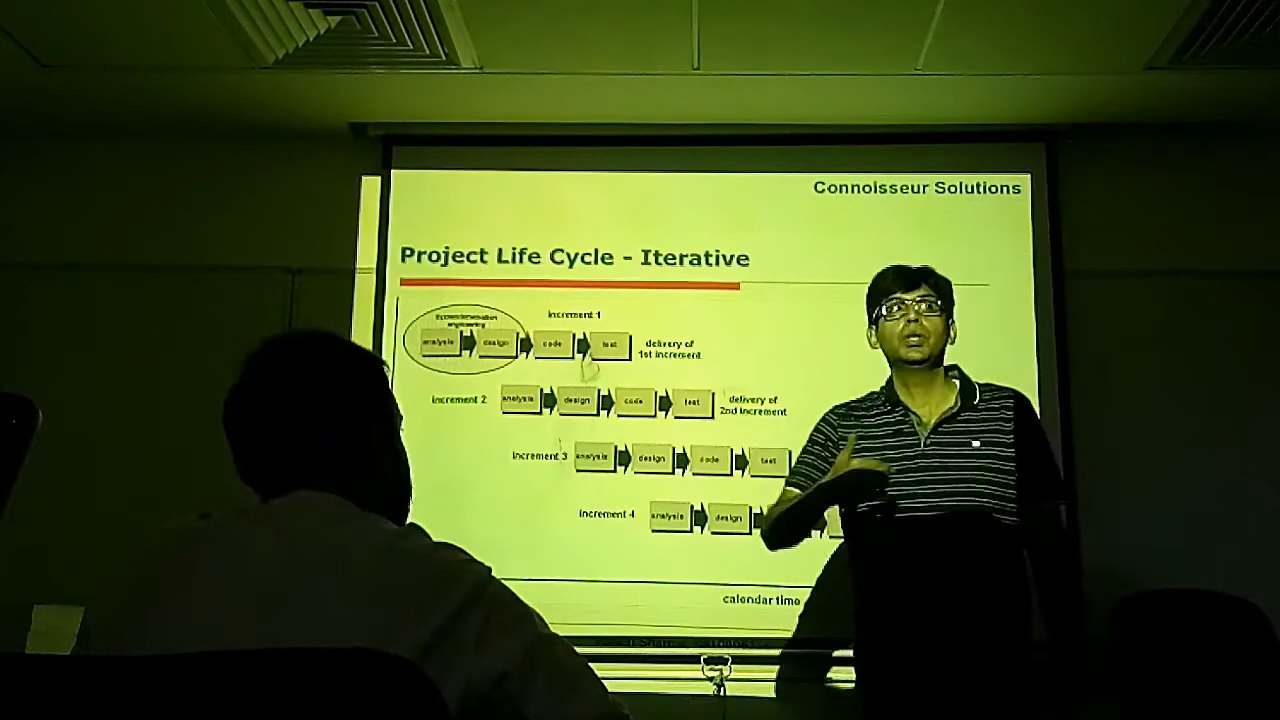 Connoisseur Solutions
Project Life Cycle - Iterative
increment 1
engineering
analysis
design
code
test
delivery of
1st increment
increment 2
analysis
design
code
test
delivery of
2nd increment
increment 3
analysis
design
code
test
increment 4
analysis
design
calendar time